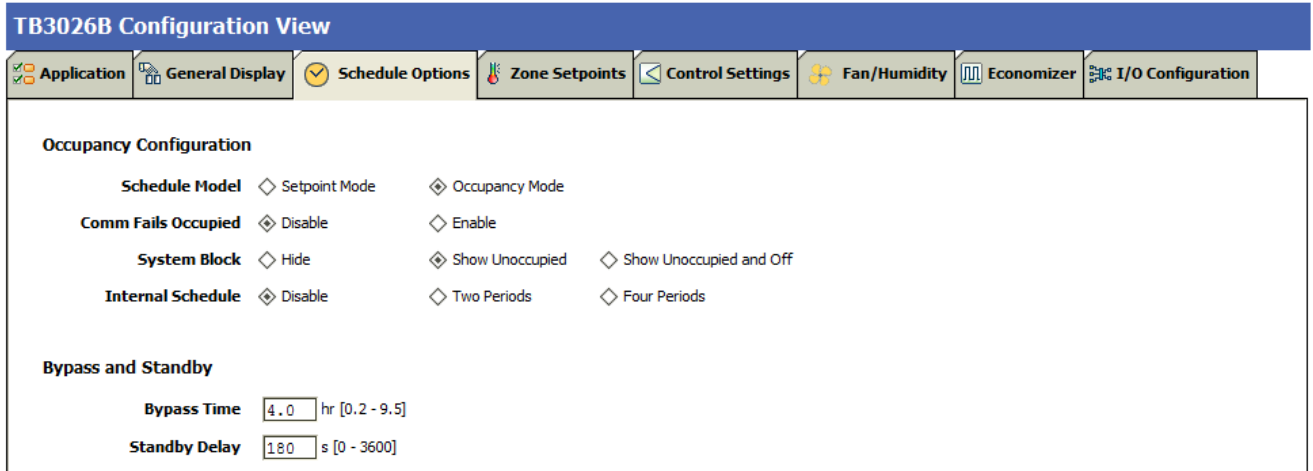 TB3026B Configuration View
Application General Display Schedule Options Zone Setpoints Control Settings Fan/Humidity Economizer I/O Configuration
Occupancy Configuration
Schedule Model Setpoint Mode Occupancy Mode
Comm Fails Occupied Disable Enable
System Block Hide Show Unoccupied Show Unoccupied and Off
Internal Schedule Disable Two Periods Four Periods
Bypass and Standby
Bypass Time 4.0 hr [0.2 - 9.5]
Standby Delay 180 s [0 - 3600]